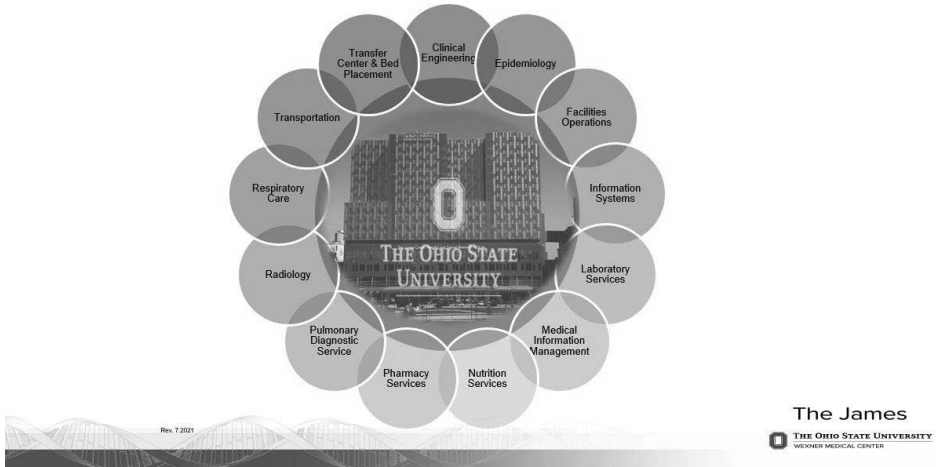 Clinical
Engineering
Epidemiology
Facilities
Operations
Information
Systems
Laboratory
Services
Medical
Information
Management
Nutrition
Services
Pharmacy
Services
Pulmonary
Diagnostic
Service
Radiology
Respiratory
Care
Transportation
Transfer
Center & Bed
Placement
O
THE OHIO STATE
UNIVERSITY
Rev. 7.2021
The James
THE OHIO STATE UNIVERSITY
WEXNER MEDICAL CENTER